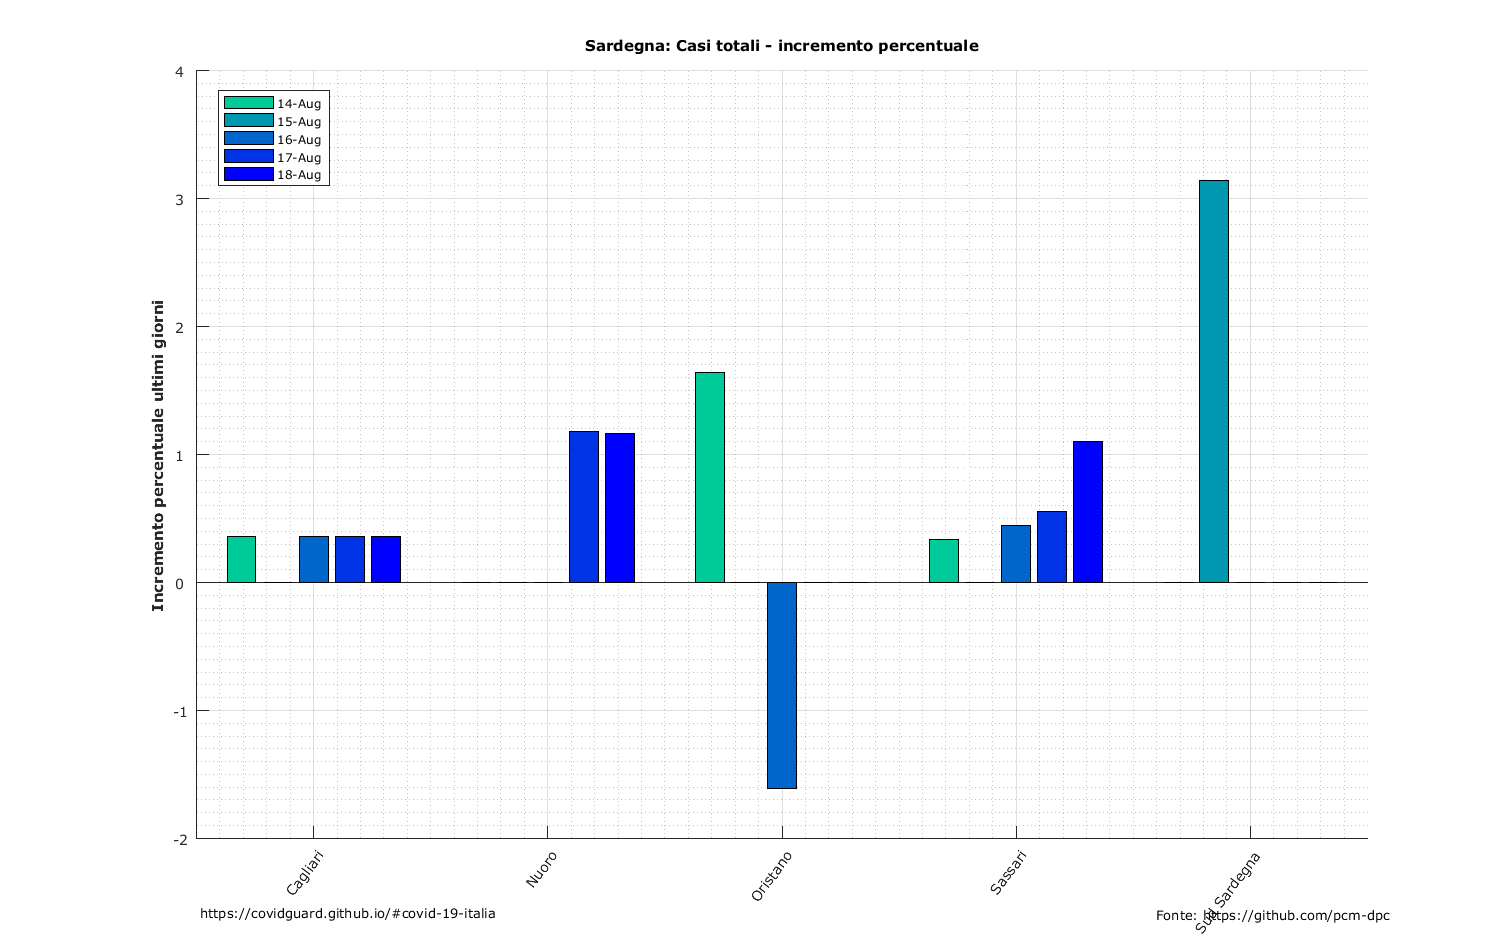 Sardegna: Casi totali - incremento percentuale
4
3
2
1
0
-1
-2
Incremento percentuale ultimi giorni
14-Aug
15-Aug
16-Aug
17-Aug
18-Aug
Cagliari
Nuoro
Oristano
Sassari
Sud Sardegna
https://covidguard.github.io/#covid-19-italia
Fonte: https://github.com/pcm-dpc